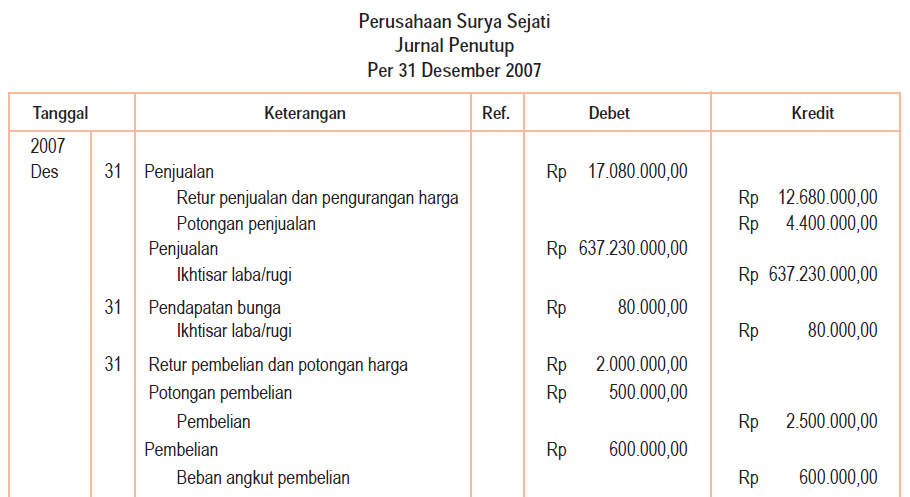 Perusahaan Surya Sejati
Jurnal Penutup
Per 31 Desember 2007
Tanggal Keterangan Ref. Debet Kredit
2007
Des 31 Penjualan Rp 17.080.000,00
Retur penjualan dan pengurangan harga Rp 12.680.000,00
Potongan penjualan Rp 4.400.000,00
Penjualan Rp 637.230.000,00
Ikhtisar laba/rugi Rp 637.230.000,00
31 Pendapatan bunga Rp 80.000,00
Ikhtisar laba/rugi Rp 80.000,00
31 Retur pembelian dan potongan harga Rp 2.000.000,00
Potongan pembelian Rp 500.000,00
Pembelian Rp 2.500.000,00
Pembelian Rp 600.000,00
Beban angkut pembelian Rp 600.000,00